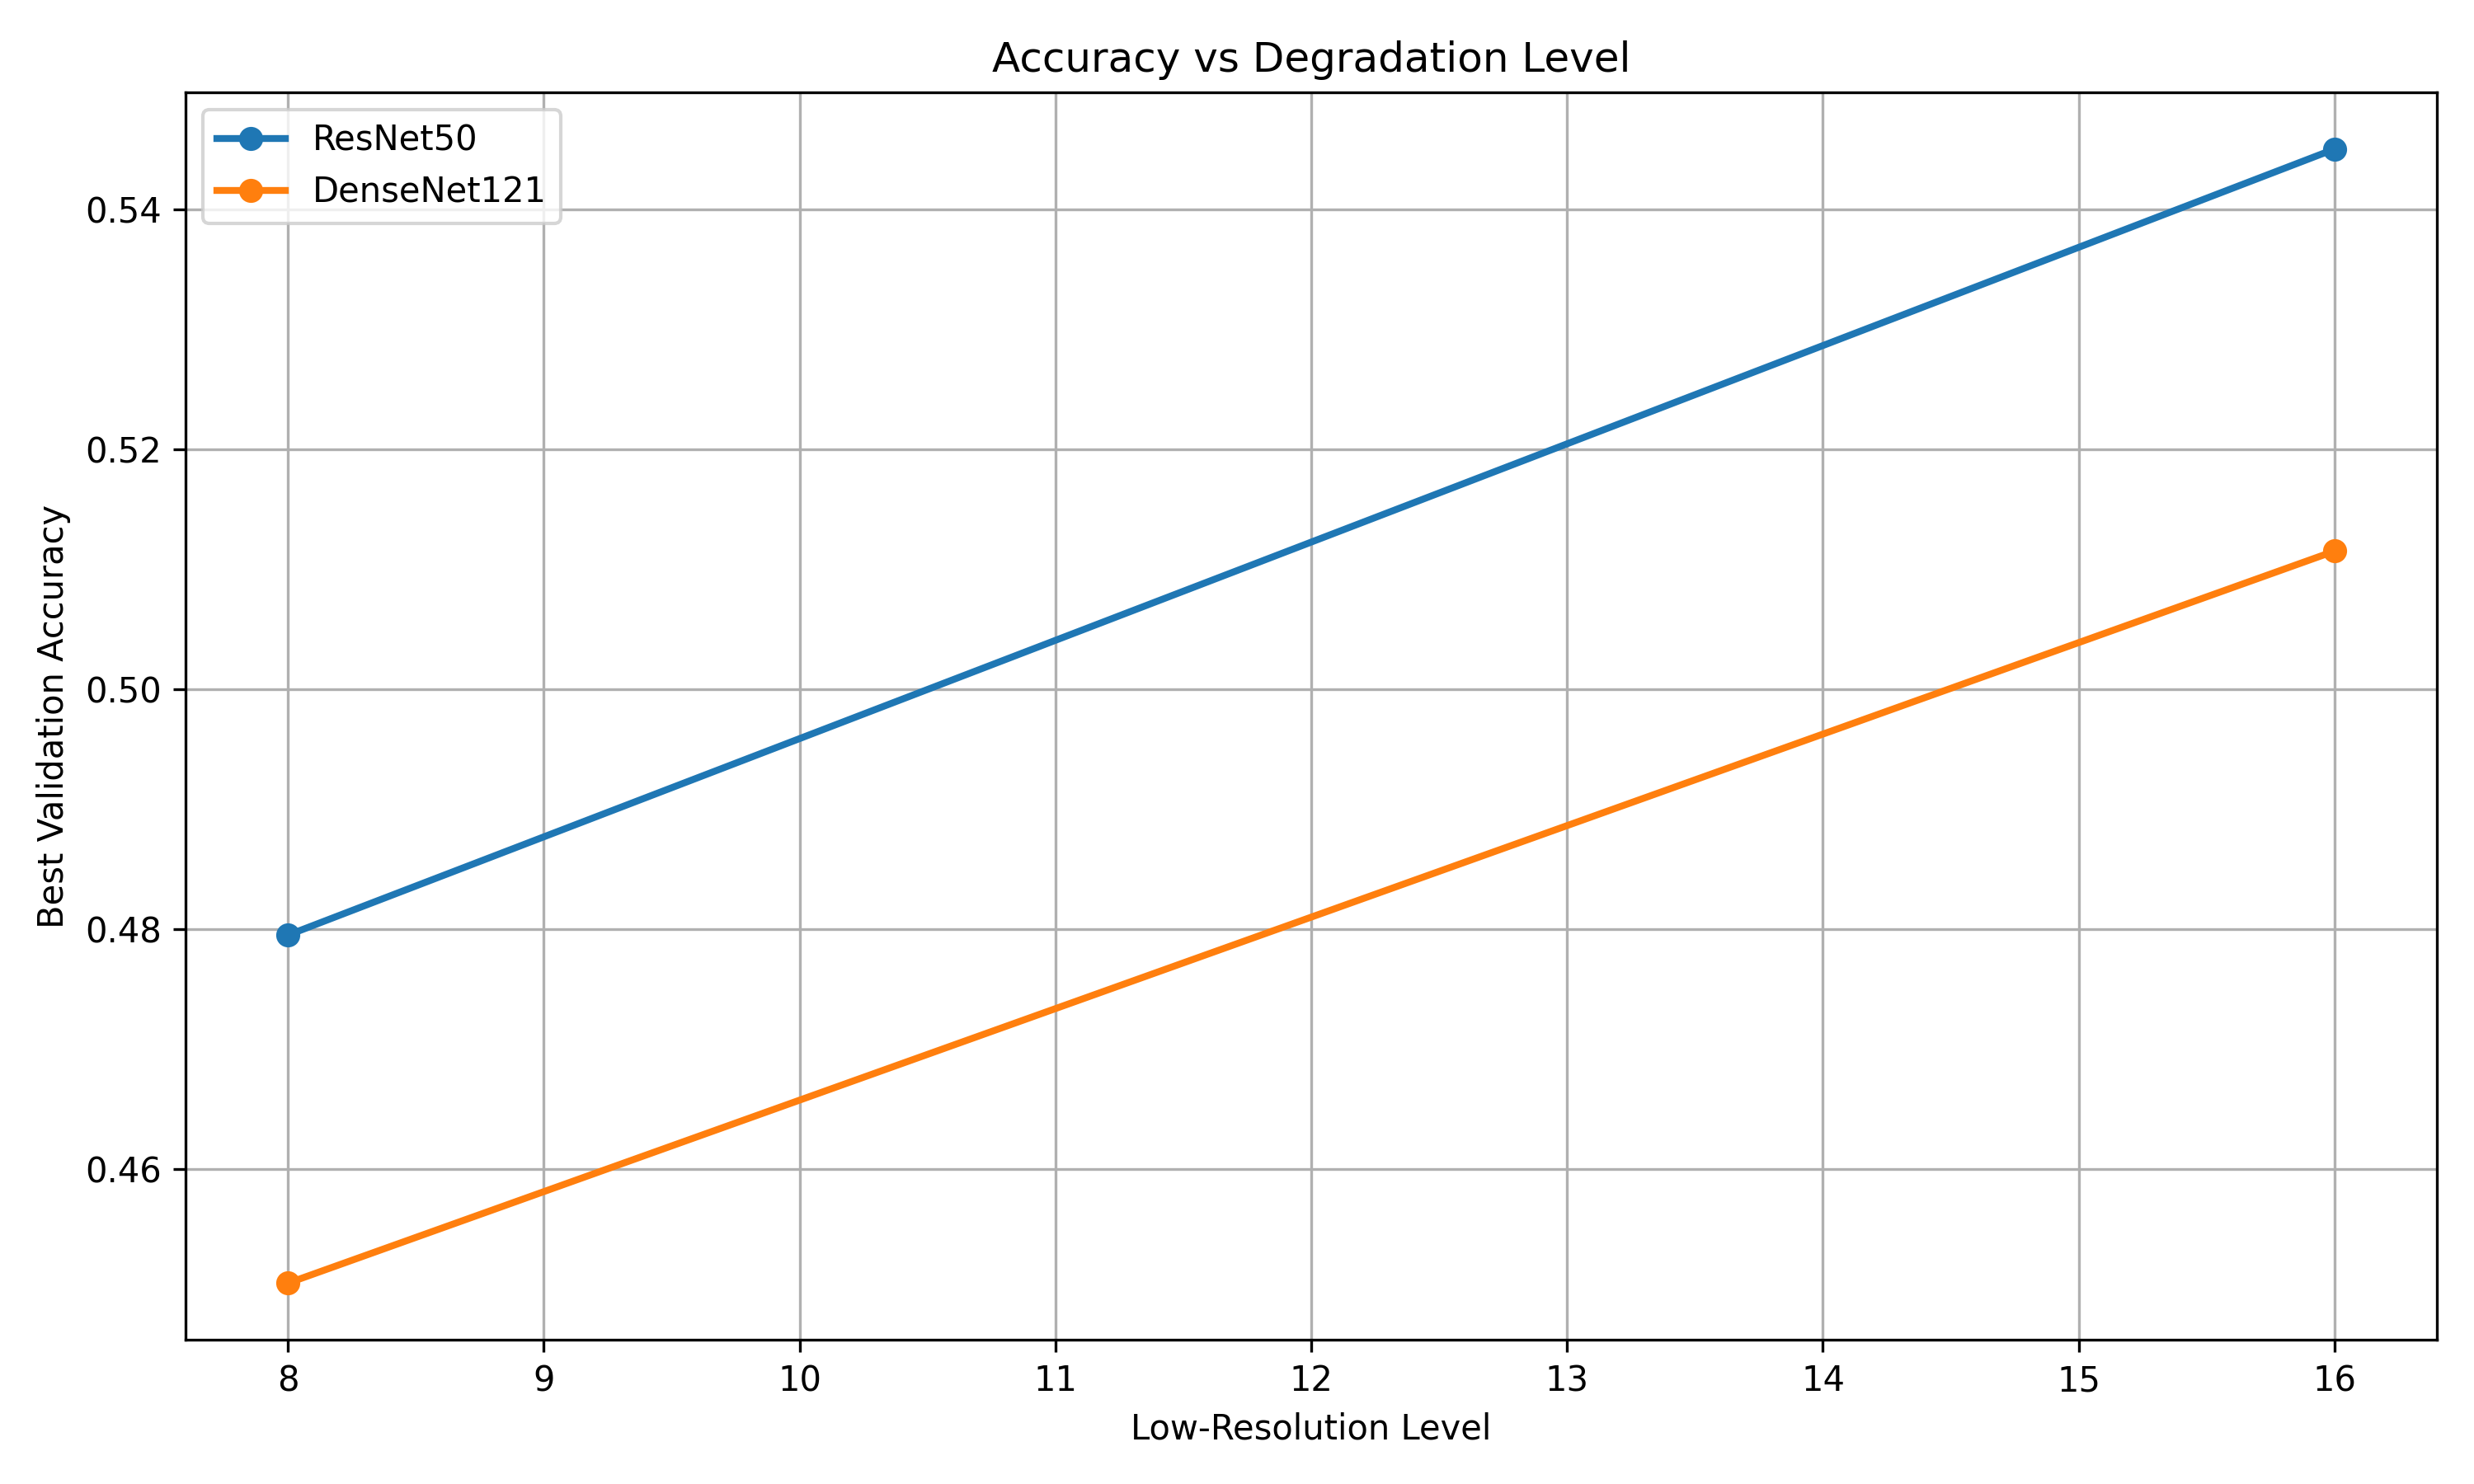 Accuracy vs Degradation Level
ResNet50
DenseNet121
0.54
0.52
0.50
0.48
0.46
Best Validation Accuracy
8 9 10 11 12 13 14 15 16
Low-Resolution Level